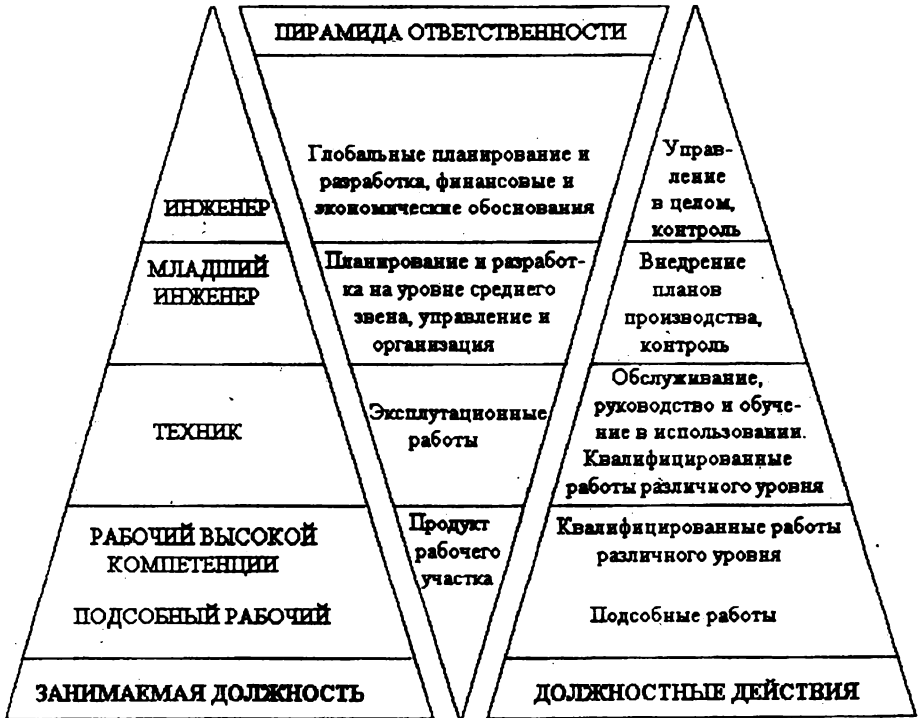 ПИРАМИДА ОТВЕТСТВЕННОСТИ
ИНЖЕНЕР
Глобальные планирование и
разработка, финансовые и
экономические обоснования
Управ-
ление
в целом,
контроль
МЛАДШИЙ
ИНЖЕНЕР
Планирование и разработ-
ка на уровне среднего
звена, управление и
организация
Внедрение
планов
производства,
контроль
ТЕХНИК
Эксплутационные
работы
Обслуживание,
руководство и обуче-
ние в использовании.
Квалифицированные
работы различного уровня
РАБОЧИЙ ВЫСОКОЙ
КОМПЕТЕНЦИИ
ПОДСОБНЫЙ РАБОЧИЙ
Продукт
рабочего
участка
Квалифицированные работы
различного уровня
Подсобные работы
ЗАНИМАЕМАЯ ДОЛЖНОСТЬ
ДОЛЖНОСТНЫЕ ДЕЙСТВИЯ